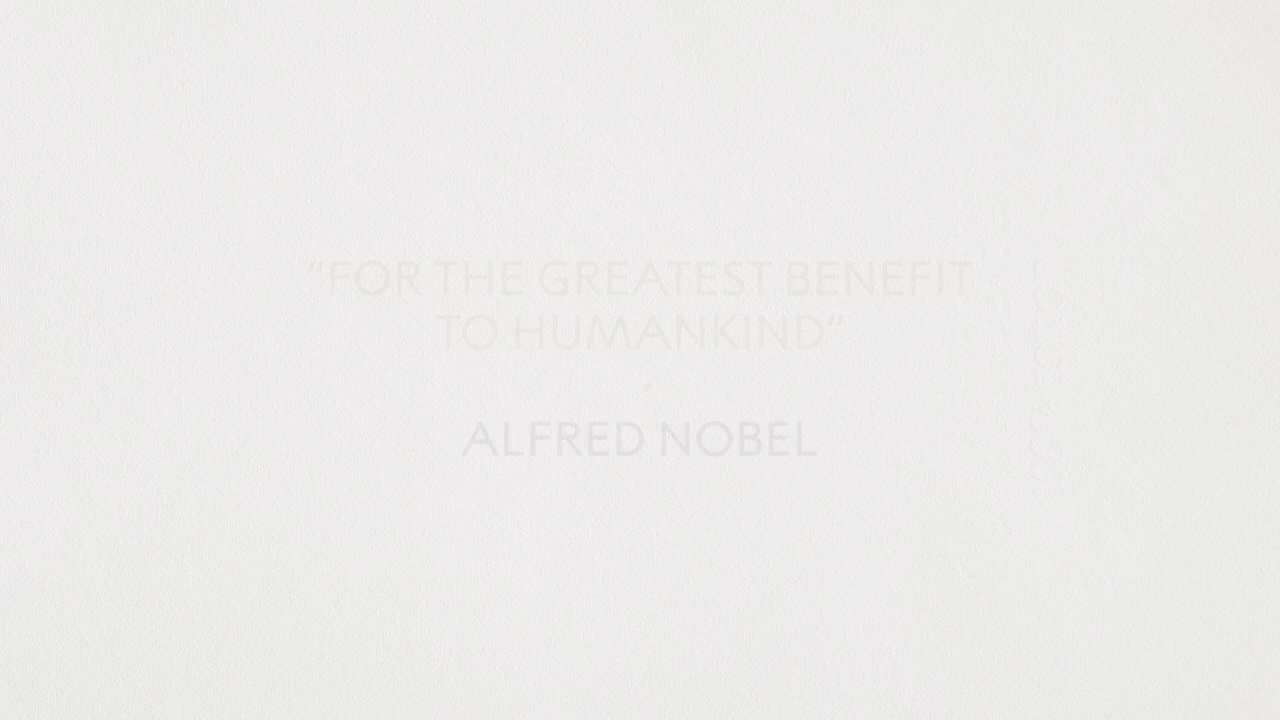 ”FOR THE GREATEST BENEFIT
TO HUMANKIND”
ALFRED NOBEL